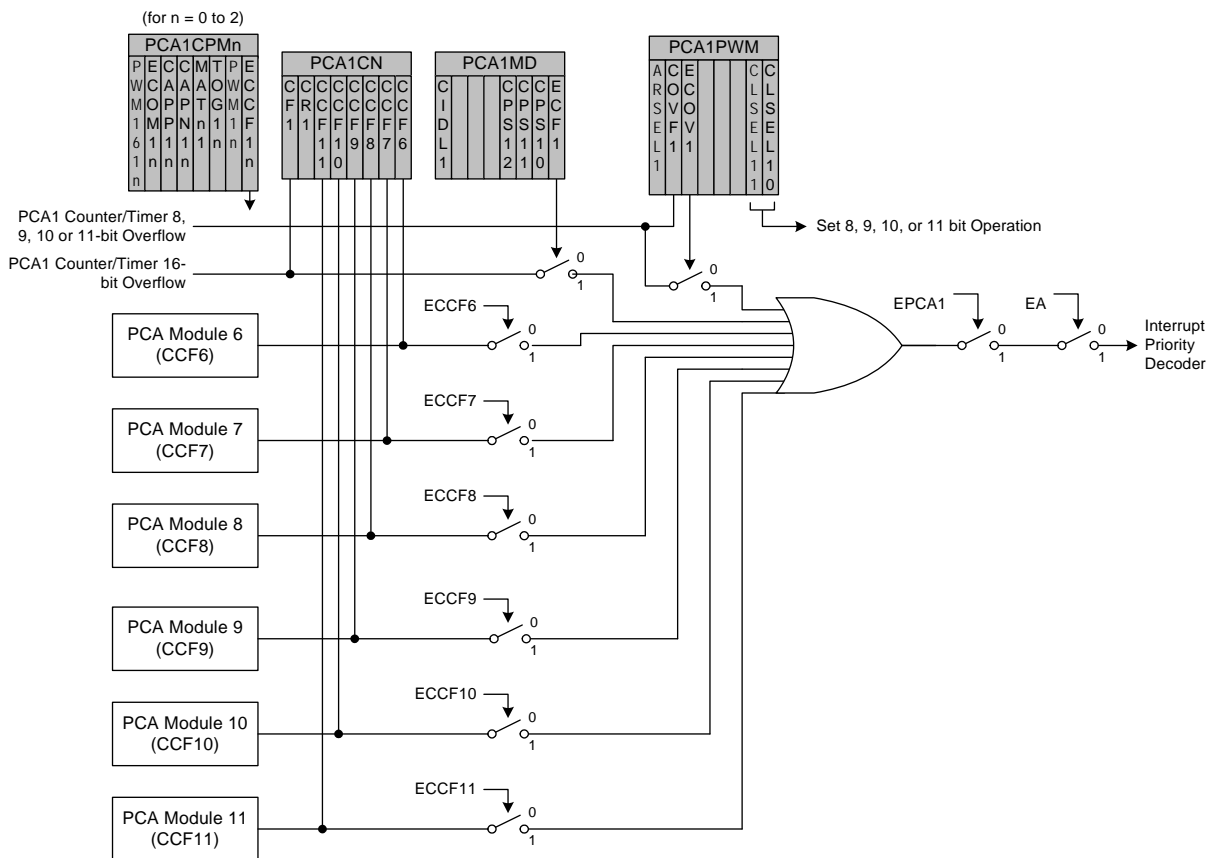 (for n = 0 to 2)
PCA1CPMn
PWM161n
ECOM1n
CAPP1n
CAPN1n
MATn1
TOG1n
PWM1n
ECCF1n
PCA1CN
CF1
CR1
CCF11
CCF10
CCF9
CCF8
CCF7
CCF6
PCA1MD
CIDL1
CPS12
CPS11
CPS10
ECF1
PCA1PWM
ARSEL1
COVF1
ECOV1
CLSEL11
CLSEL10
PCA1 Counter/Timer 8,
9, 10 or 11-bit Overflow
Set 8, 9, 10, or 11 bit Operation
PCA1 Counter/Timer 16-
bit Overflow
0
1
0
1
PCA Module 6
(CCF6)
ECCF6
0
1
EPCA1
0
1
EA
0
1
Interrupt
Priority
Decoder
PCA Module 7
(CCF7)
ECCF7
0
1
PCA Module 8
(CCF8)
ECCF8
0
1
PCA Module 9
(CCF9)
ECCF9
0
1
PCA Module 10
(CCF10)
ECCF10
0
1
PCA Module 11
(CCF11)
ECCF11
0
1